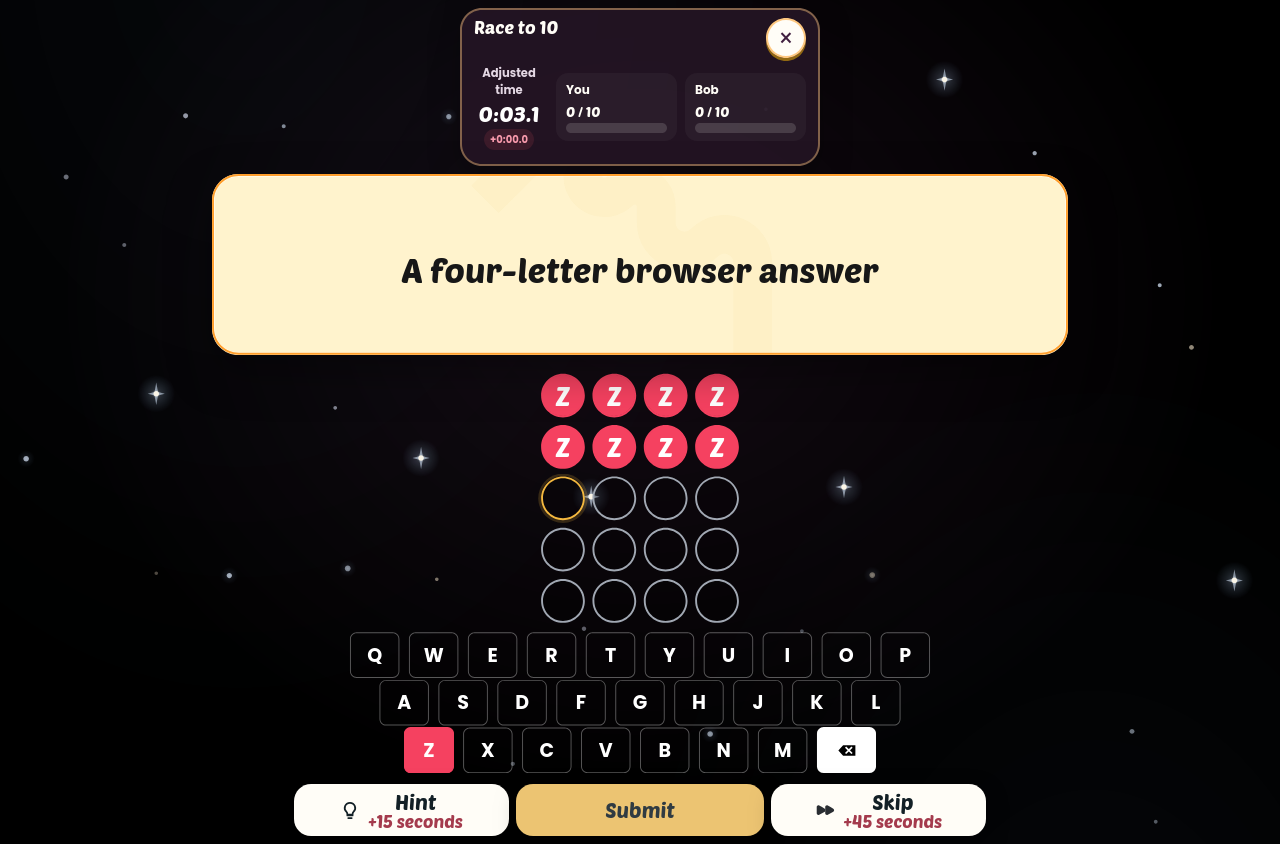 Race to 10
×
Adjusted
time
0:03.1
+0:00.0
You
0 / 10
Bob
0 / 10
A four-letter browser answer
Z Z Z Z
Z Z Z Z
Q W E R T Y U I O P
A S D F G H J K L
Z X C V B N M
Hint
+15 seconds
Submit
Skip
+45 seconds